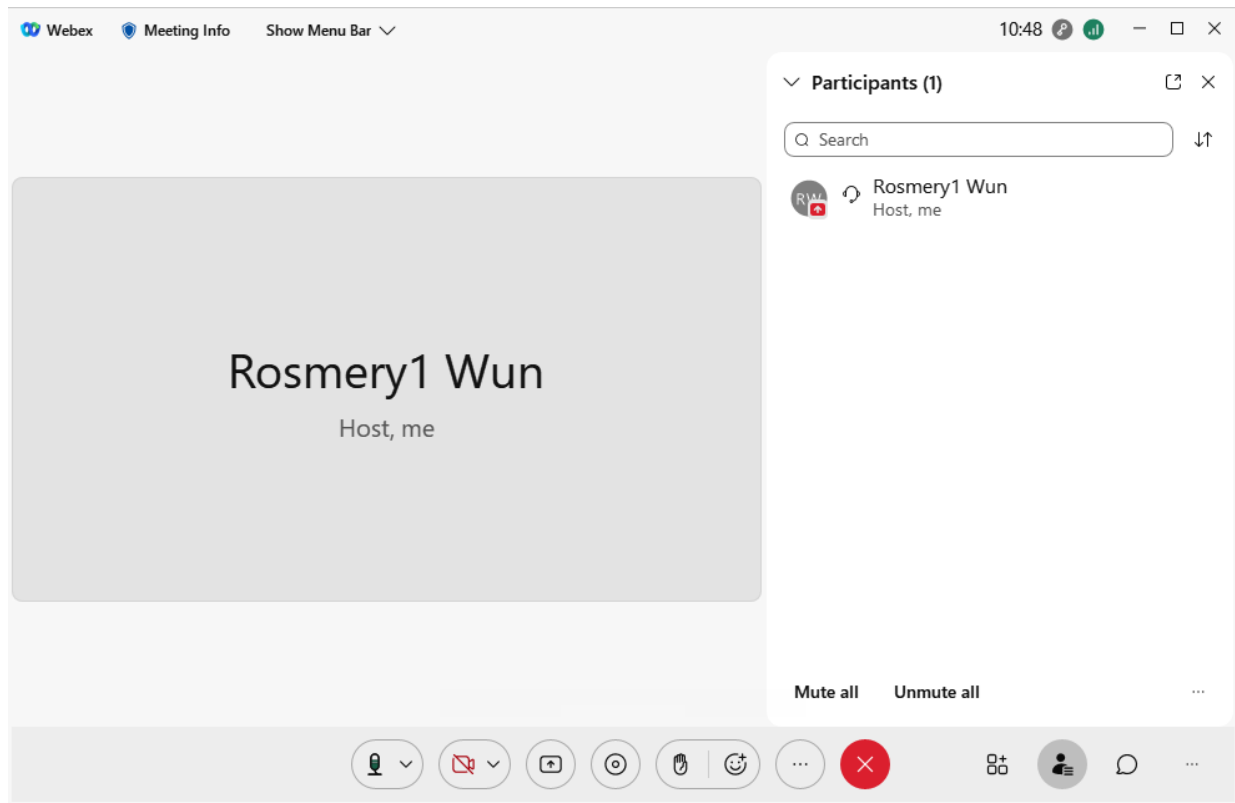 Webex Meeting Info Show Menu Bar 10:48
Participants (1)
Search
RW Rosmery1 Wun
Host, me
Rosmery1 Wun
Host, me
Mute all Unmute all